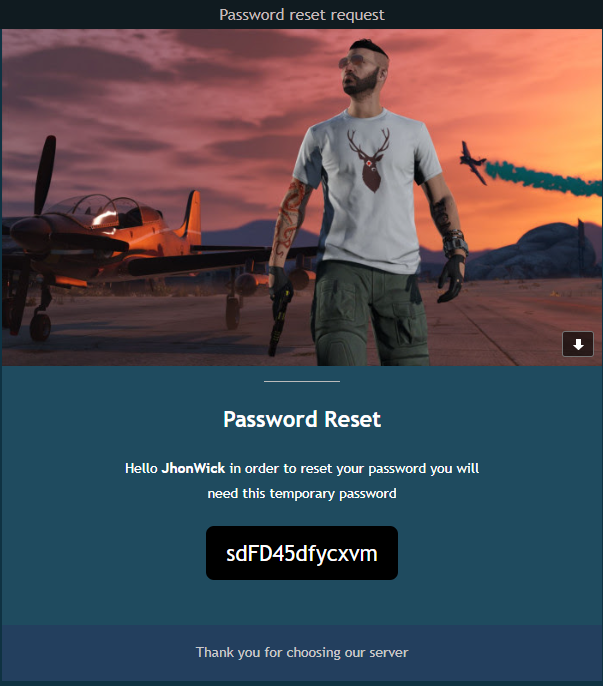 Password reset request
Password Reset
Hello JhonWick in order to reset your password you will
need this temporary password
sdFD45dfycxvm
Thank you for choosing our server